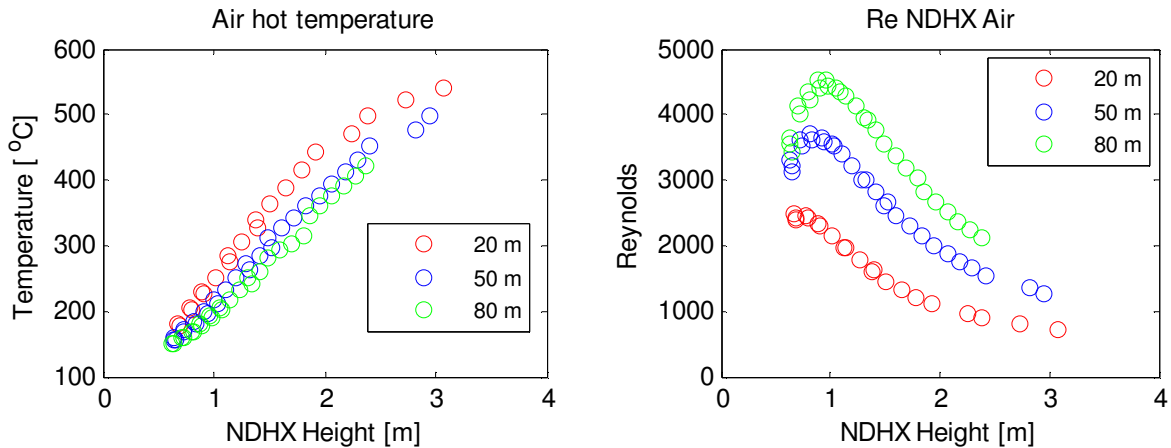 Air hot temperature
Temperature [ °C]
600
500
400
300
200
100
0
1
2
3
4
NDHX Height [m]
20 m
50 m
80 m
Re NDHX Air
Reynolds
5000
4000
3000
2000
1000
0
0
1
2
3
4
NDHX Height [m]
20 m
50 m
80 m